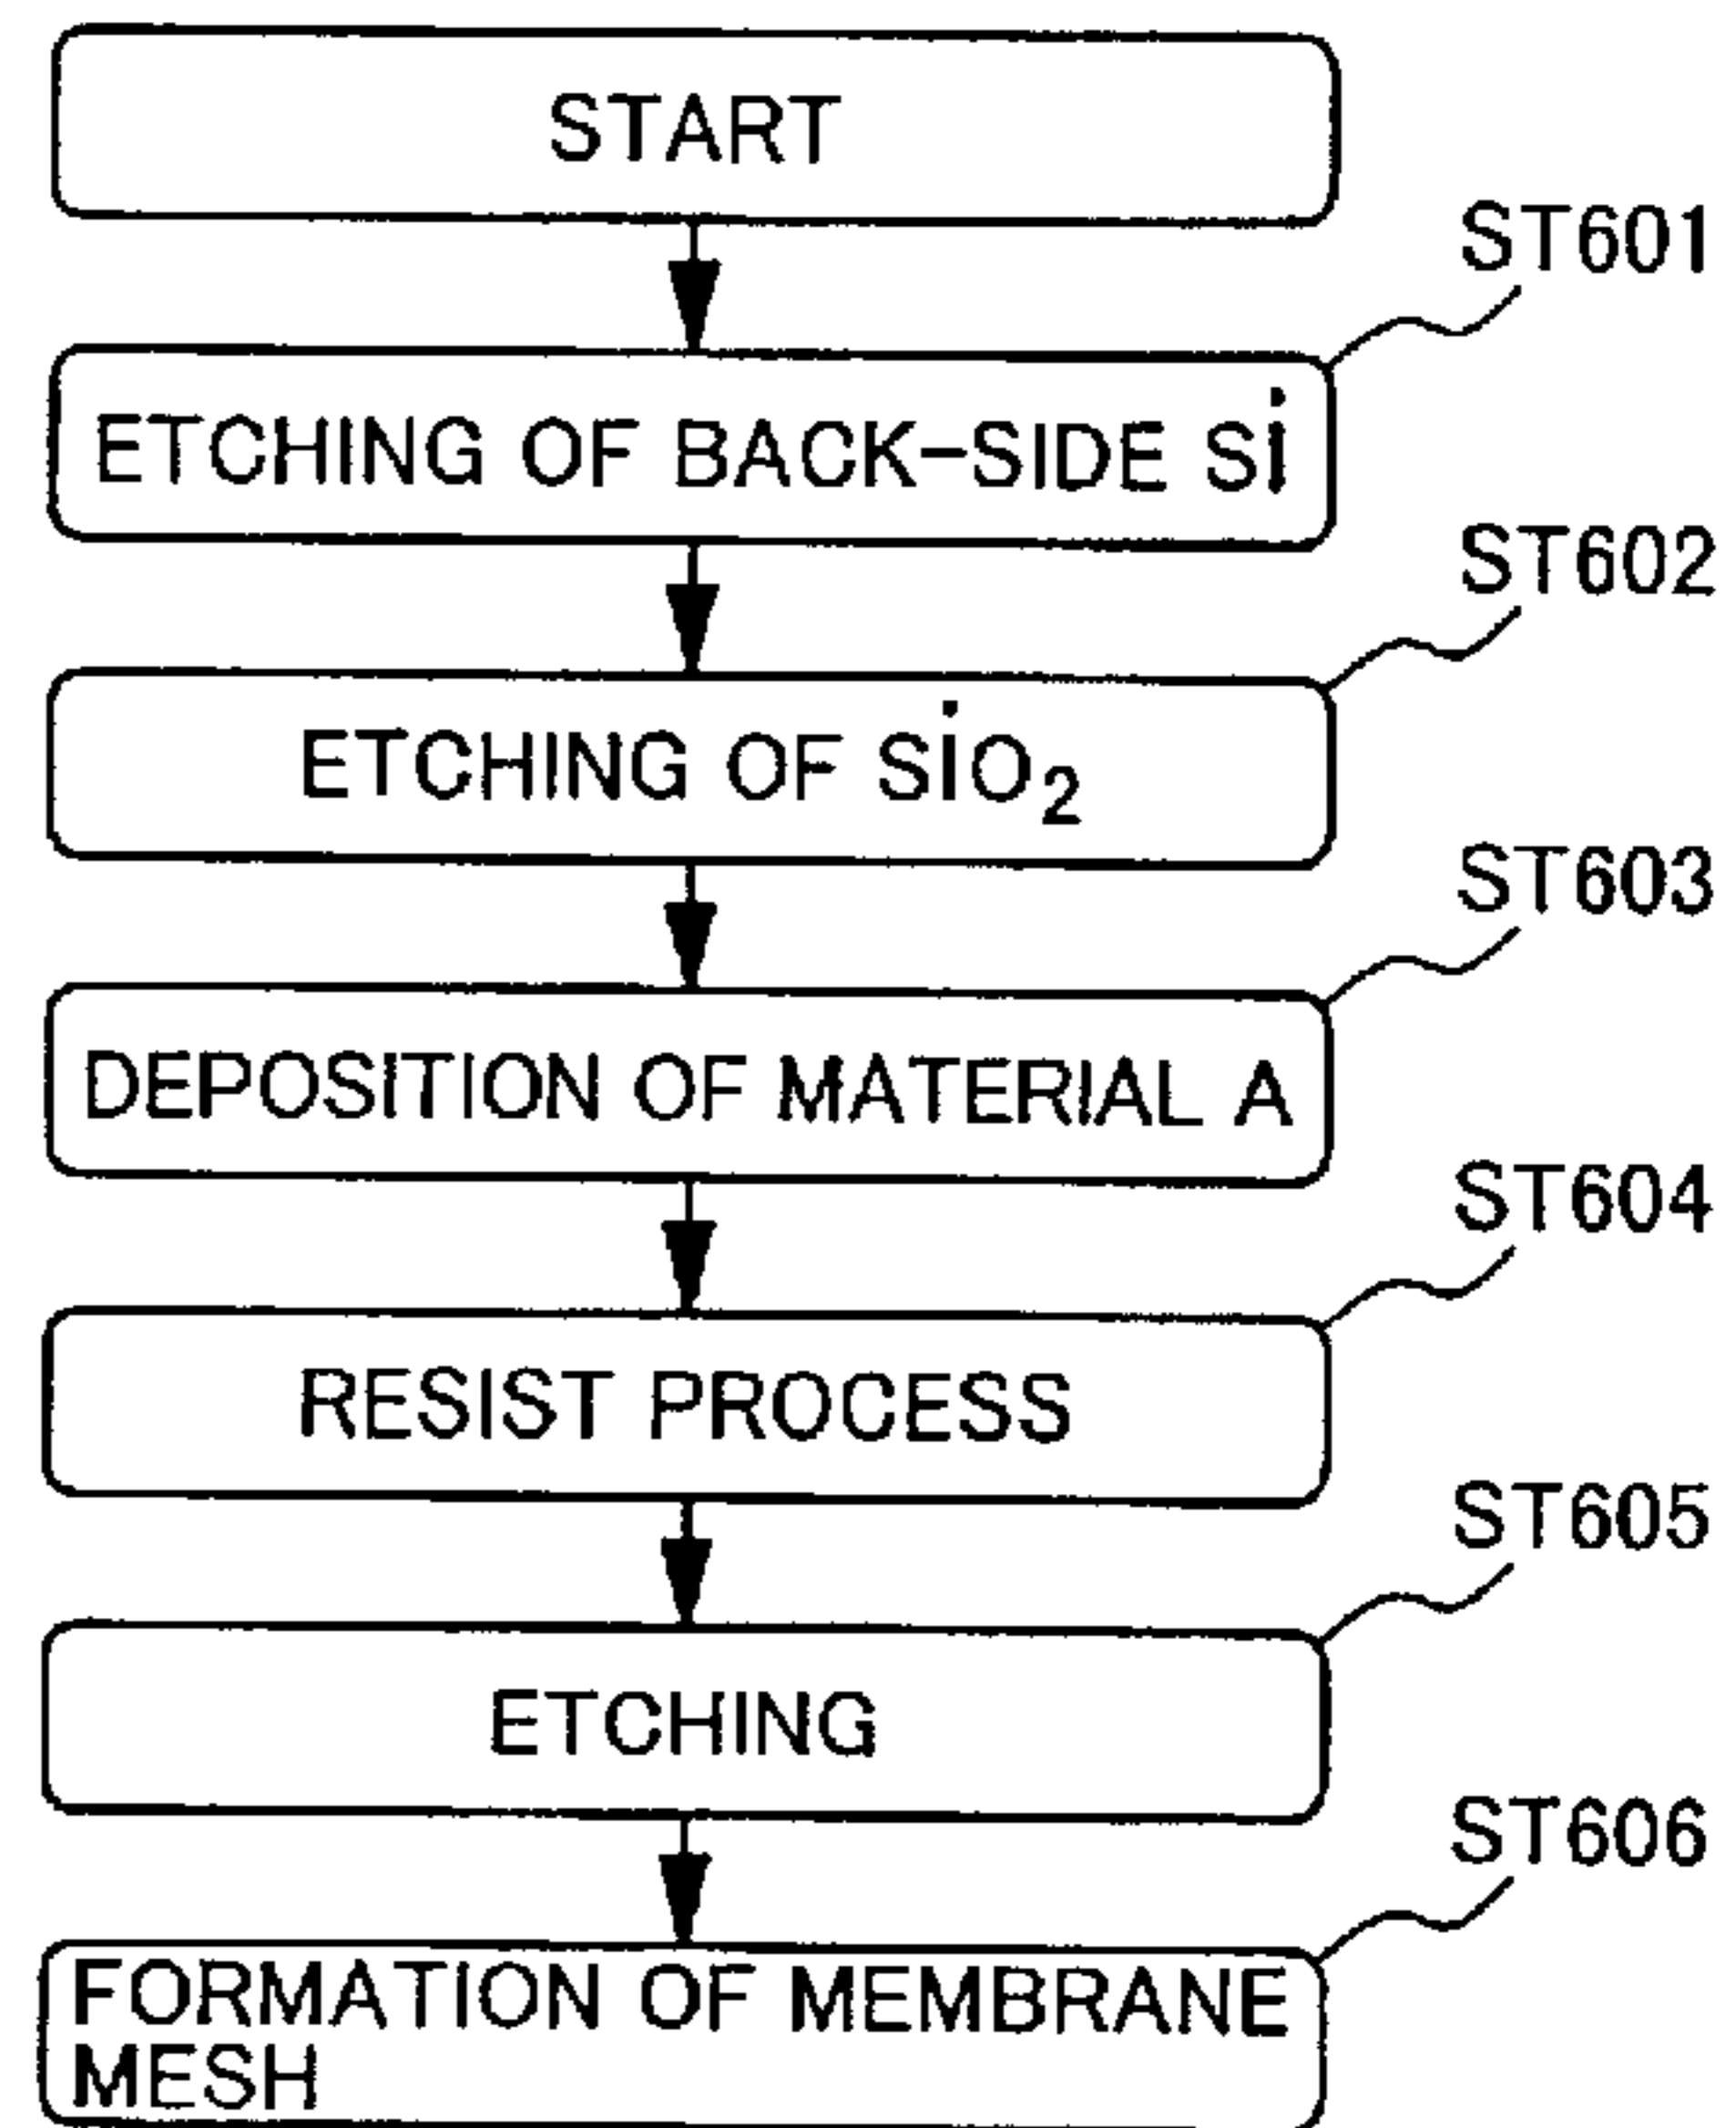 START
ST601
ETCHING OF BACK-SIDE Si
ST602
ETCHING OF SiO₂
ST603
DEPOSITION OF MATERIAL A
ST604
RESIST PROCESS
ST605
ETCHING
ST606
FORMATION OF MEMBRANE
MESH